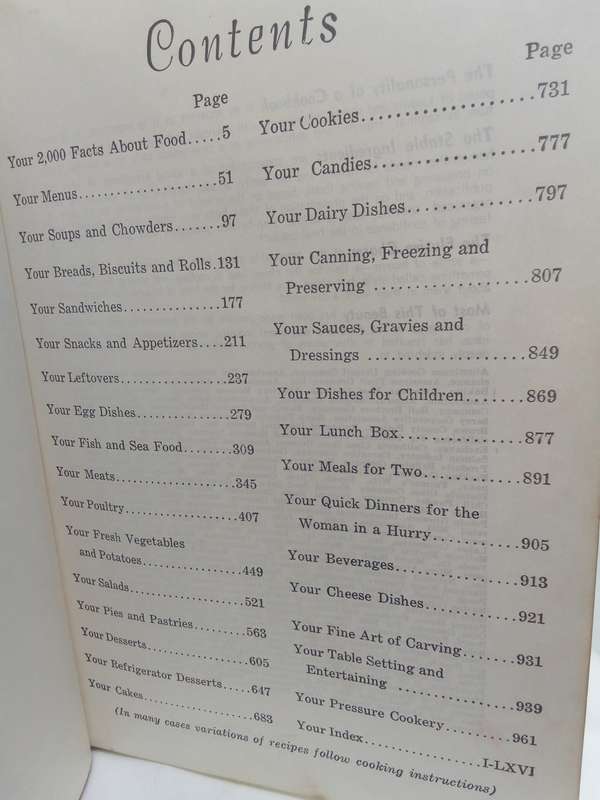 Contents
Page
Your 2,000 Facts About Food.....5
Your Menus....................51
Your Soups and Chowders.......97
Your Breads, Biscuits and Rolls.131
Your Sandwiches..............177
Your Snacks and Appetizers....211
Your Leftovers................237
Your Egg Dishes..............279
Your Fish and Sea Food........309
Your Meats...................345
Your Poultry..................407
Your Fresh Vegetables
and Potatoes................449
Your Salads..................521
Your Pies and Pastries.........563
Your Desserts................605
Your Refrigerator Desserts.....647
Your Cakes..................683
Page
Your Cookies...................731
Your Candies..................777
Your Dairy Dishes..............797
Your Canning, Freezing and
Preserving ..................807
Your Sauces, Gravies and
Dressings ...................849
Your Dishes for Children.......869
Your Lunch Box...............877
Your Meals for Two............891
Your Quick Dinners for the
Woman in a Hurry...........905
Your Beverages...............913
Your Cheese Dishes...........921
Your Fine Art of Carving.......931
Your Table Setting and
Entertaining ..............939
Your Pressure Cookery.........961
Your Index................I-LXVI
(In many cases variations of recipes follow cooking instructions)